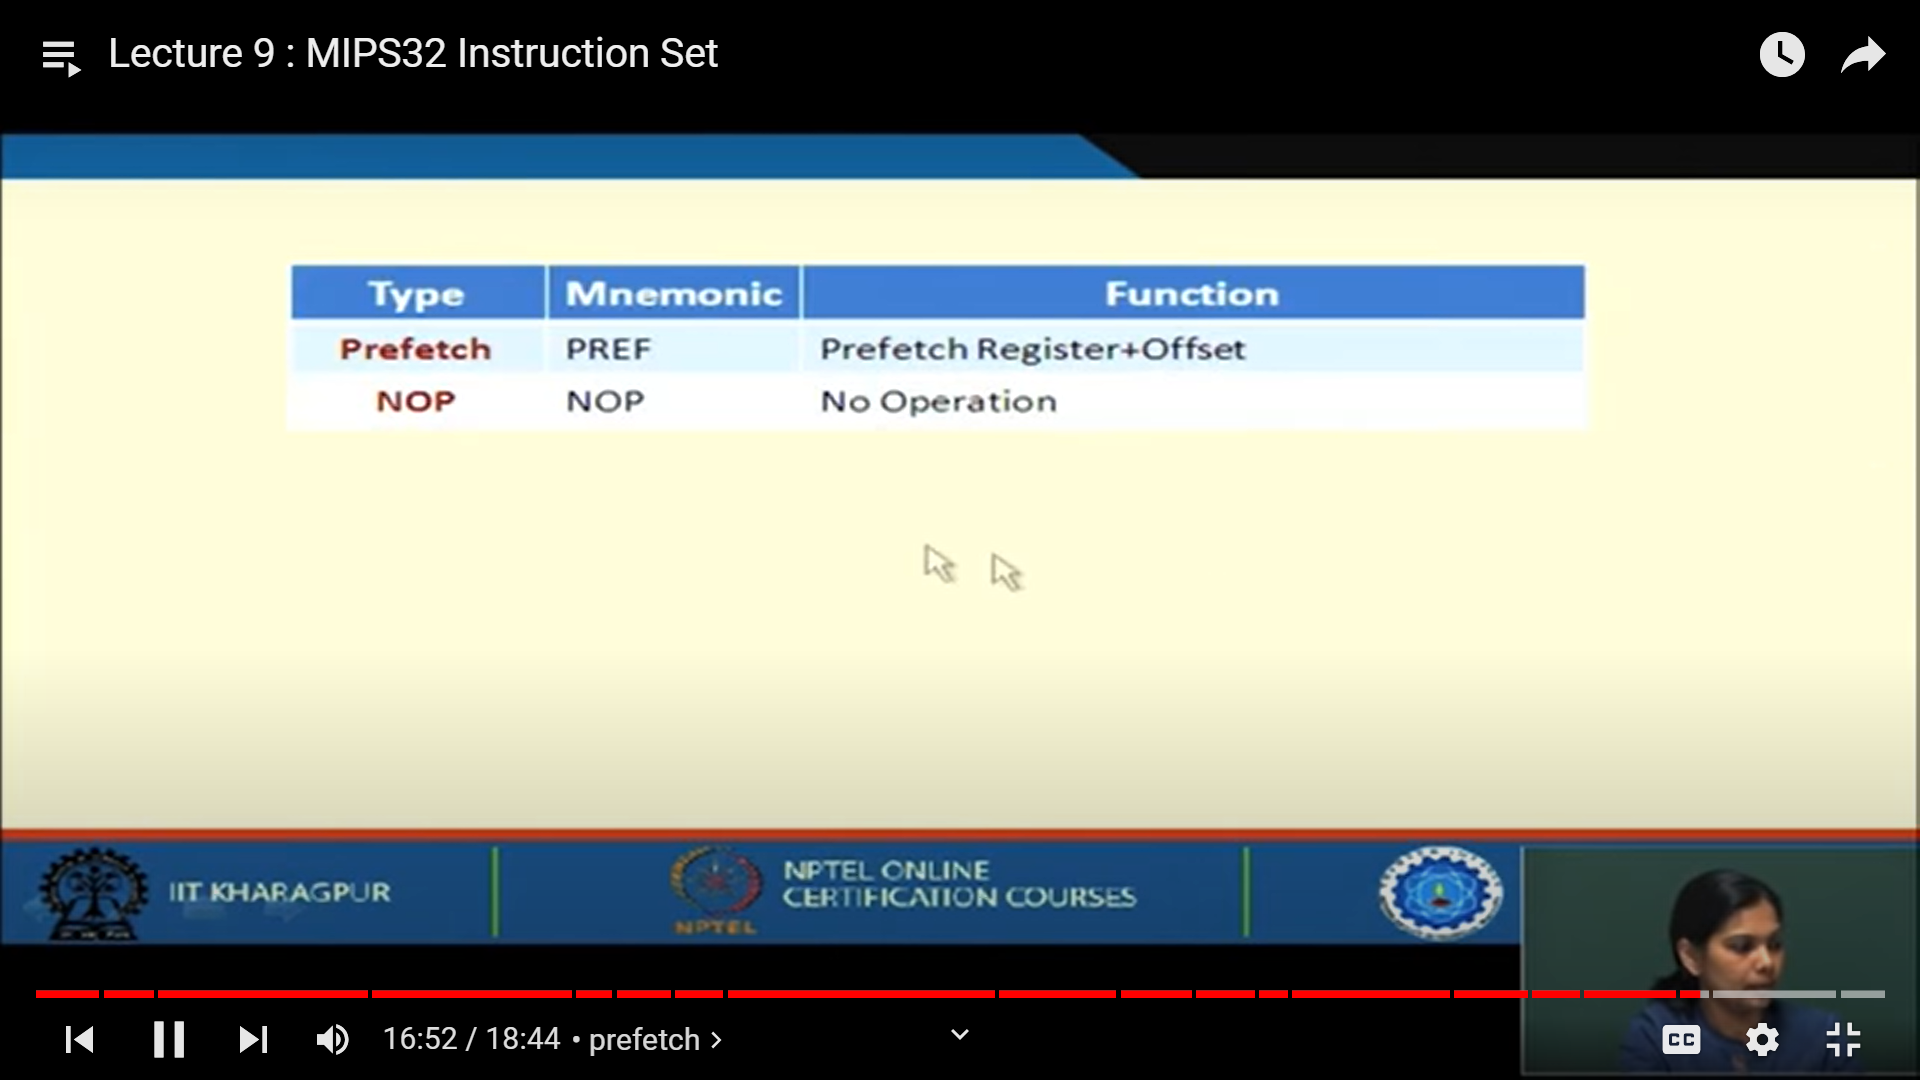 Lecture 9 : MIPS32 Instruction Set
Type Mnemonic Function
Prefetch PREF Prefetch Register+Offset
NOP NOP No Operation
IIT KHARAGPUR
NPTEL ONLINE
CERTIFICATION COURSES
NPTEL
16:52 / 18:44 • prefetch >
CC